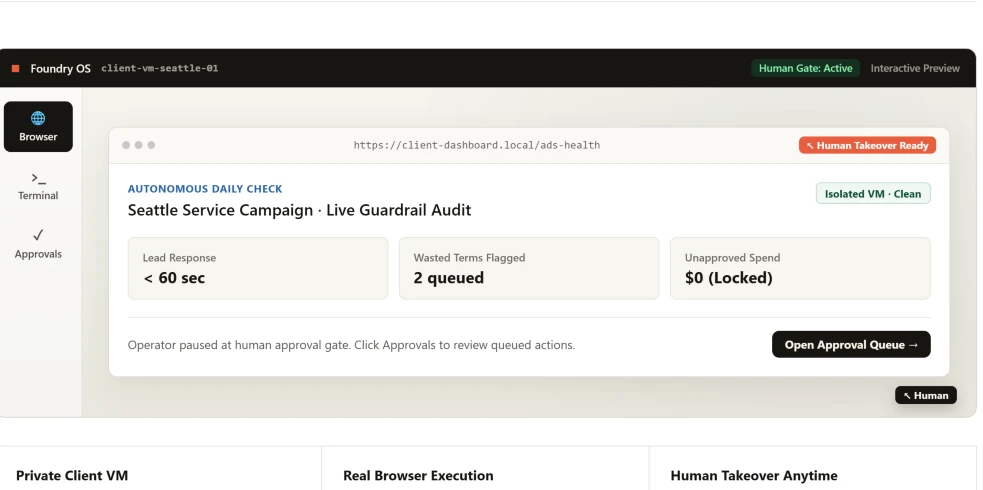 Foundry OS client-vm-seattle-01 Human Gate: Active Interactive Preview
Browser
>_
Terminal
✓
Approvals
https://client-dashboard.local/ads-health ↖ Human Takeover Ready
AUTONOMOUS DAILY CHECK
Seattle Service Campaign · Live Guardrail Audit
Isolated VM · Clean
Lead Response
< 60 sec
Wasted Terms Flagged
2 queued
Unapproved Spend
$0 (Locked)
Operator paused at human approval gate. Click Approvals to review queued actions.
Open Approval Queue →
↖ Human
Private Client VM
Real Browser Execution
Human Takeover Anytime